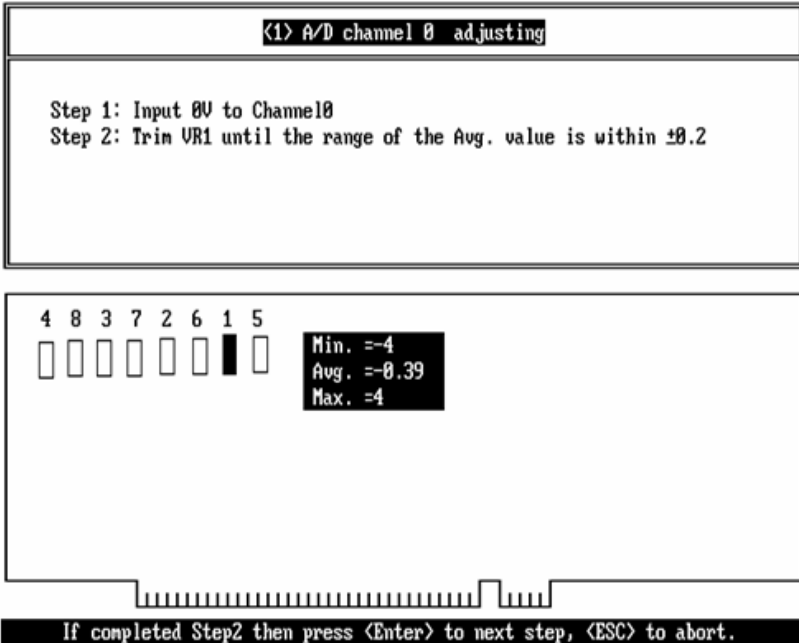 <1> A/D channel 0 adjusting
Step 1: Input 0V to Channel0
Step 2: Trim VR1 until the range of the Avg. value is within ±0.2
4 8 3 7 2 6 1 5
Min. =-4
Avg. =-0.39
Max. =4
If completed Step2 then press <Enter> to next step, <ESC> to abort.